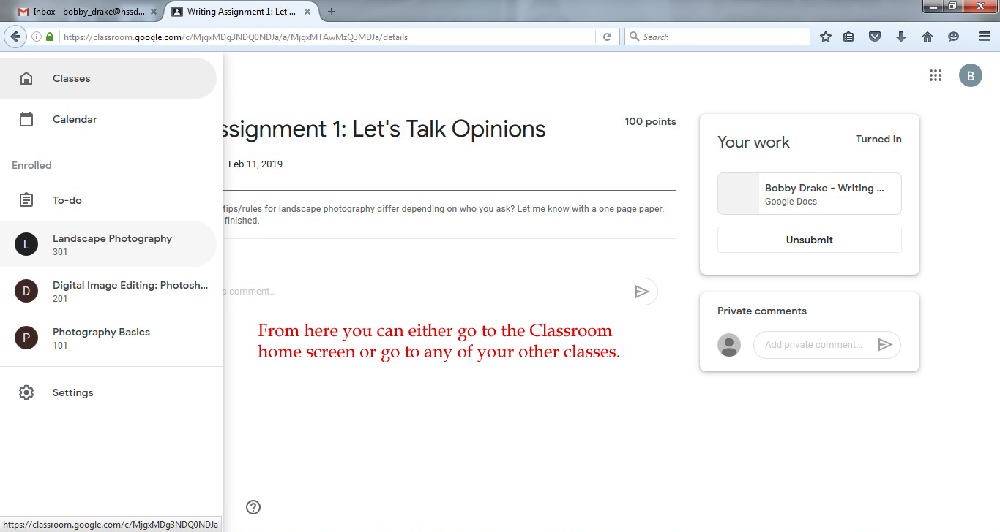 Inbox - bobby_drake@hssd...
Writing Assignment 1: Let'...
https://classroom.google.com/c/MjgxMDg3NDQ0NDJa/a/MjgxMTAwMzQ3MDJa/details
Search
Classes
Calendar
Enrolled
To-do
L
Landscape Photography
301
D
Digital Image Editing: Photosh...
201
P
Photography Basics
101
Settings
B
ssignment 1: Let's Talk Opinions
100 points
Feb 11, 2019
tips/rules for landscape photography differ depending on who you ask? Let me know with a one page paper.
finished.
s comment...
From here you can either go to the Classroom
home screen or go to any of your other classes.
Your work
Turned in
Bobby Drake - Writing ...
Google Docs
Unsubmit
Private comments
Add private comment...
https://classroom.google.com/c/MjgxMDg3NDQ0NDJa